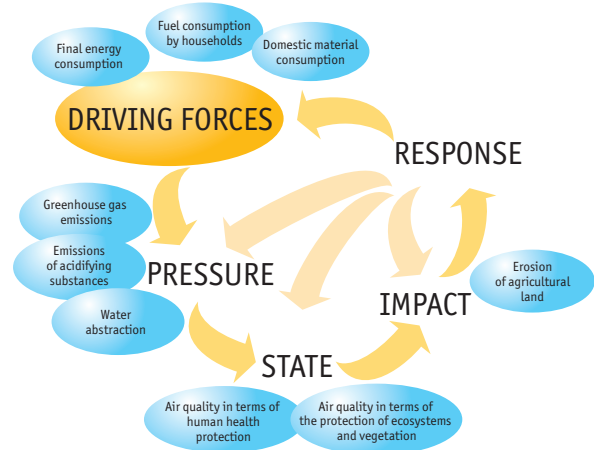 Fuel consumption
by households
Final energy
consumption
Domestic material
consumption
DRIVING FORCES
RESPONSE
Greenhouse gas
emissions
Emissions
of acidifying
substances
PRESSURE
Water
abstraction
IMPACT
Erosion
of agricultural
land
STATE
Air quality in terms of
human health
protection
Air quality in terms of
the protection of ecosystems
and vegetation